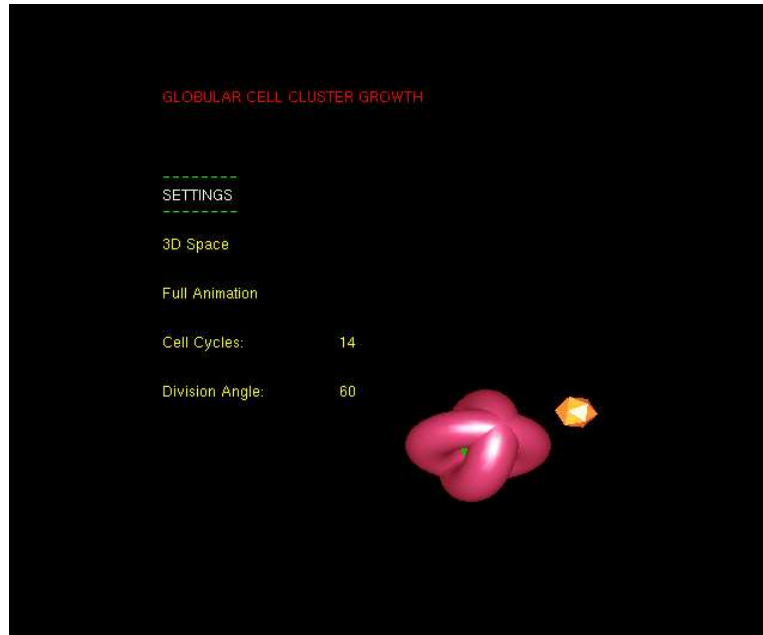 GLOBULAR CELL CLUSTER GROWTH
--------
SETTINGS
--------
3D Space
Full Animation
Cell Cycles: 14
Division Angle: 60